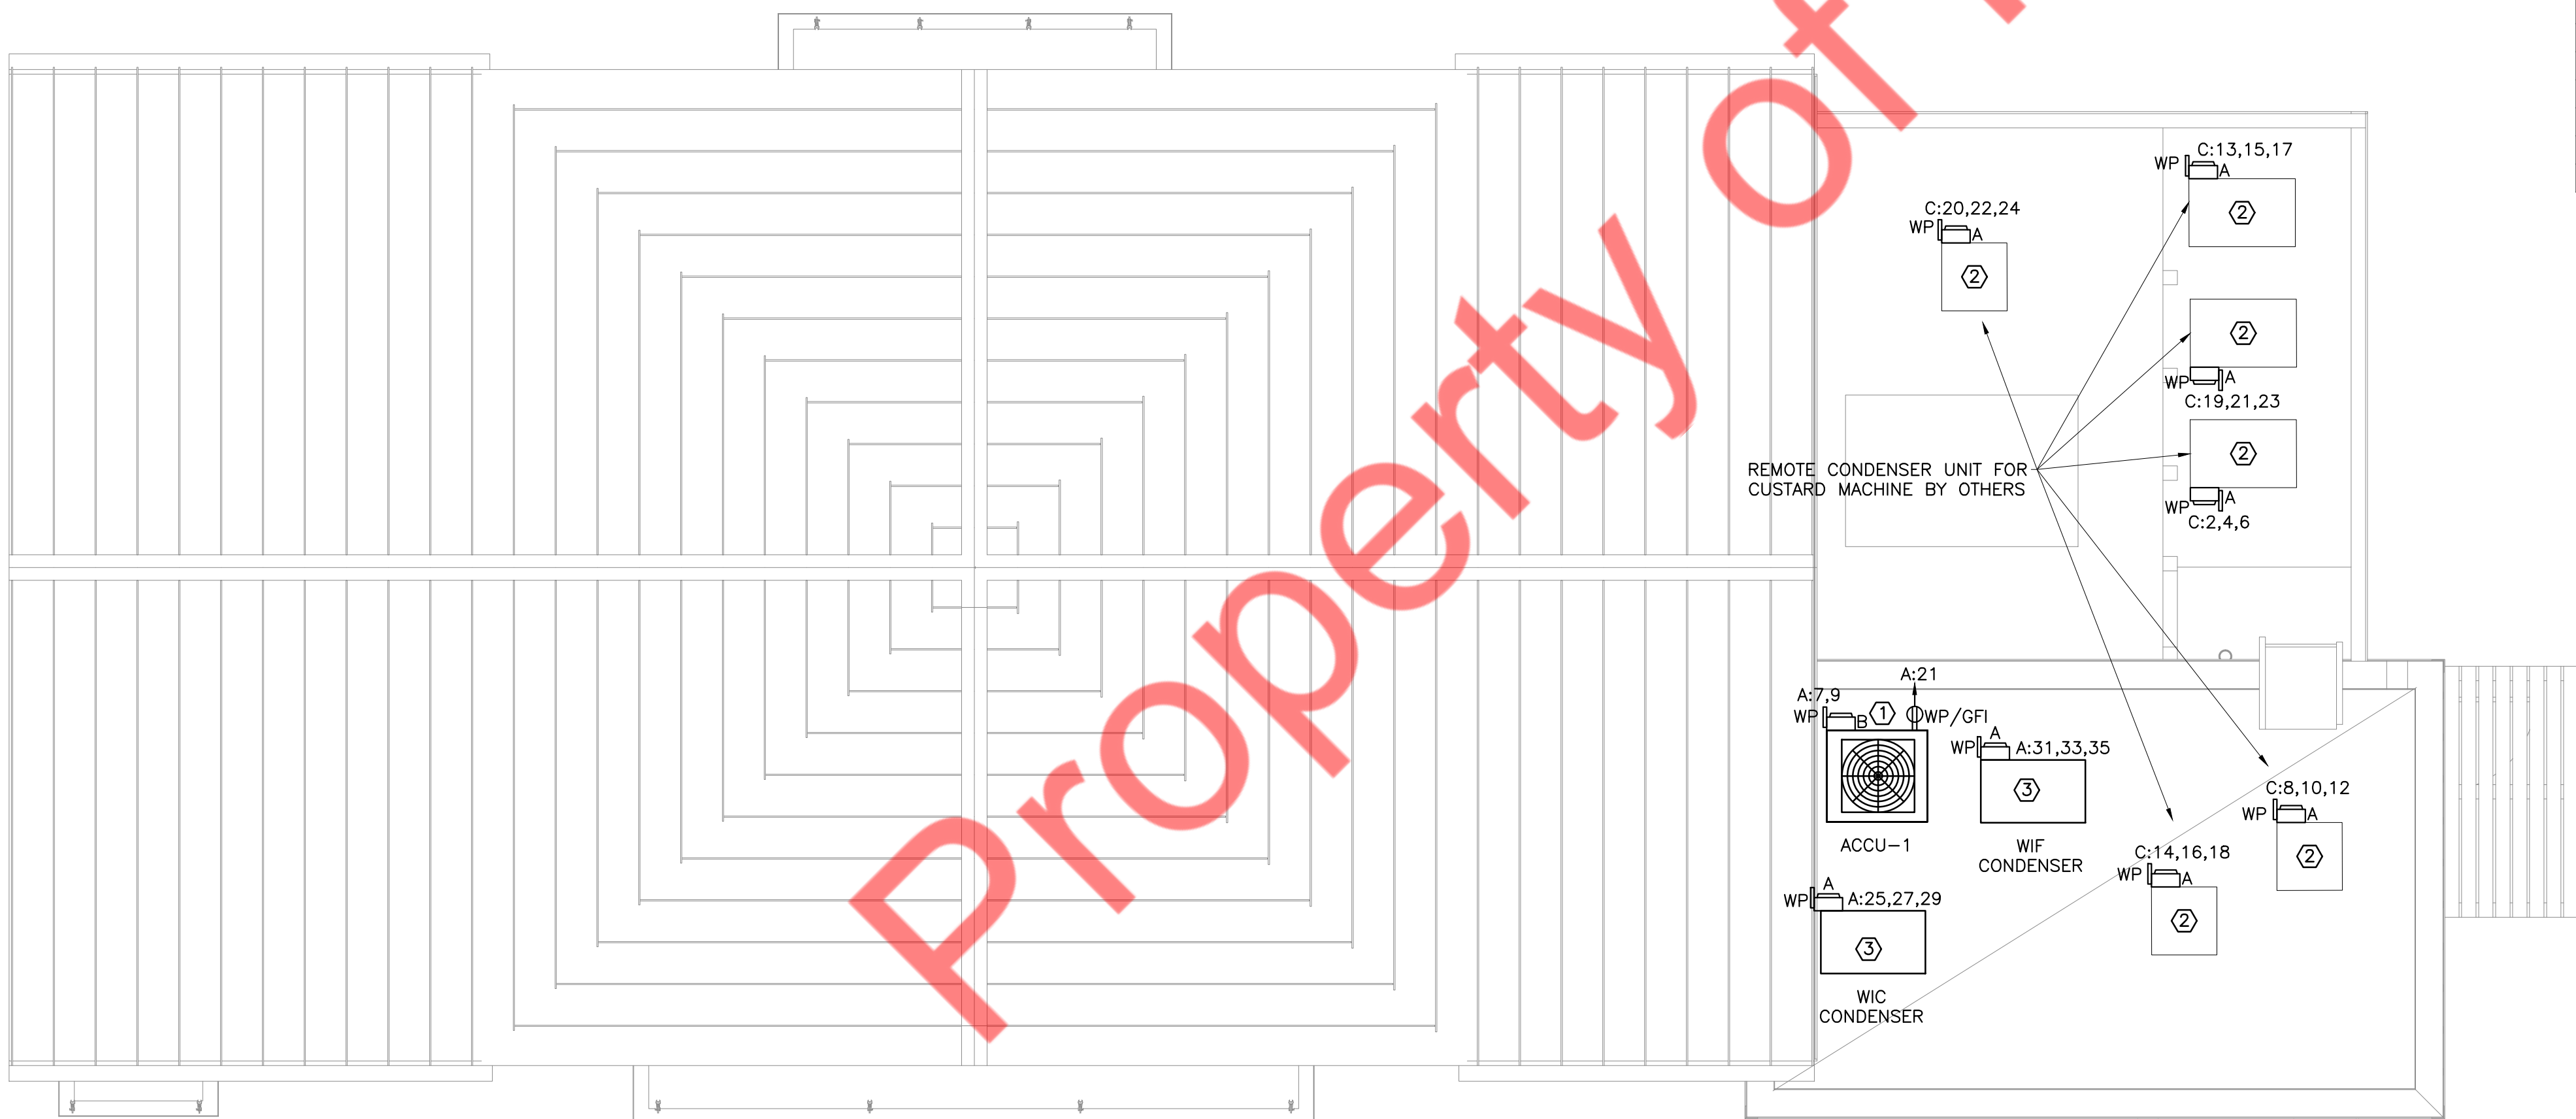 Property of
C:13,15,17
WP
A
2
C:20,22,24
WP
A
2
2
WP
A
C:19,21,23
2
WP
A
C:2,4,6
REMOTE CONDENSER UNIT FOR
CUSTARD MACHINE BY OTHERS
A:21
A:7,9
WP
B
1
WP/GFI
A
WP
A:31,33,35
3
ACCU-1
WIF
CONDENSER
C:8,10,12
WP
A
2
C:14,16,18
WP
A
2
A
WP
A:25,27,29
3
WIC
CONDENSER